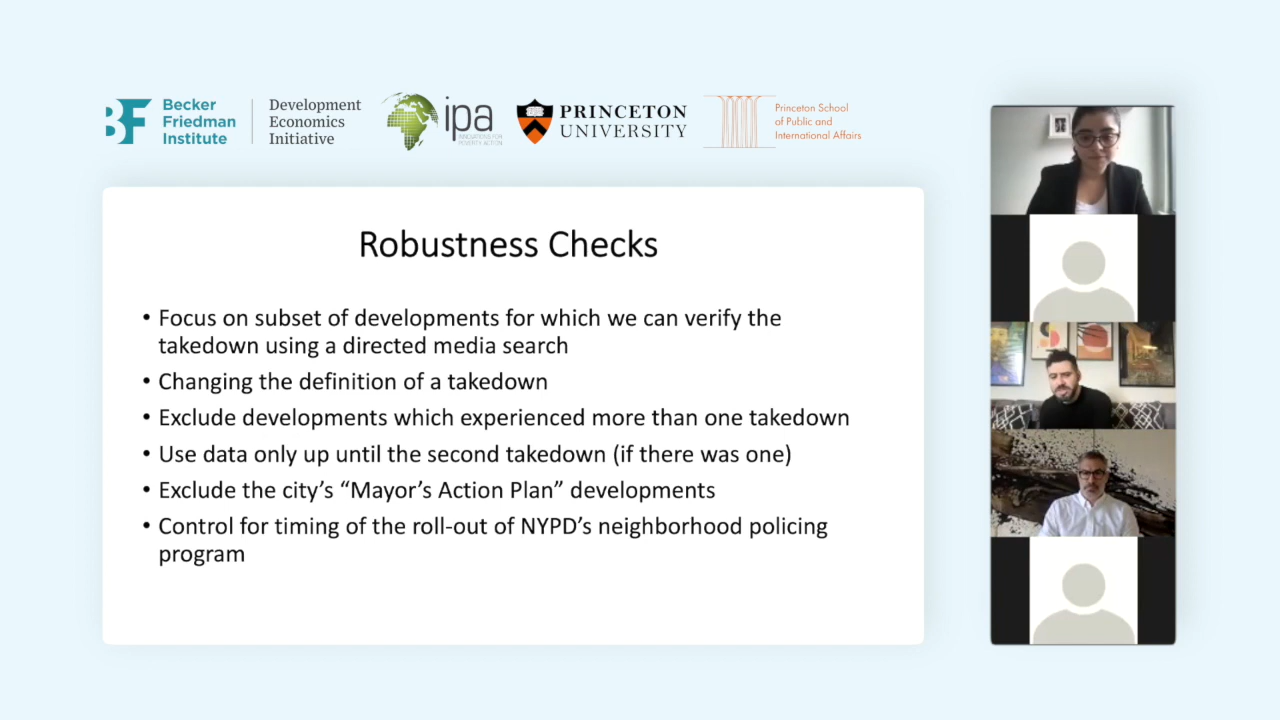 Becker
Friedman
Institute
Development
Economics
Initiative
ipa
INNOVATIONS FOR
POVERTY ACTION
PRINCETON
UNIVERSITY
Princeton School
of Public and
International Affairs
Robustness Checks
• Focus on subset of developments for which we can verify the
takedown using a directed media search
• Changing the definition of a takedown
• Exclude developments which experienced more than one takedown
• Use data only up until the second takedown (if there was one)
• Exclude the city’s “Mayor’s Action Plan” developments
• Control for timing of the roll-out of NYPD’s neighborhood policing
program